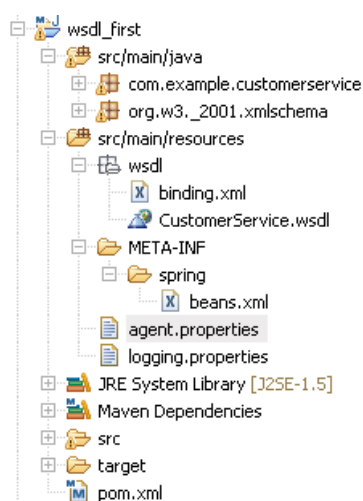 wsdl_first
src/main/java
com.example.customerservice
org.w3._2001.xmlschema
src/main/resources
wsdl
binding.xml
CustomerService.wsdl
META-INF
spring
beans.xml
agent.properties
logging.properties
JRE System Library [J2SE-1.5]
Maven Dependencies
src
target
pom.xml